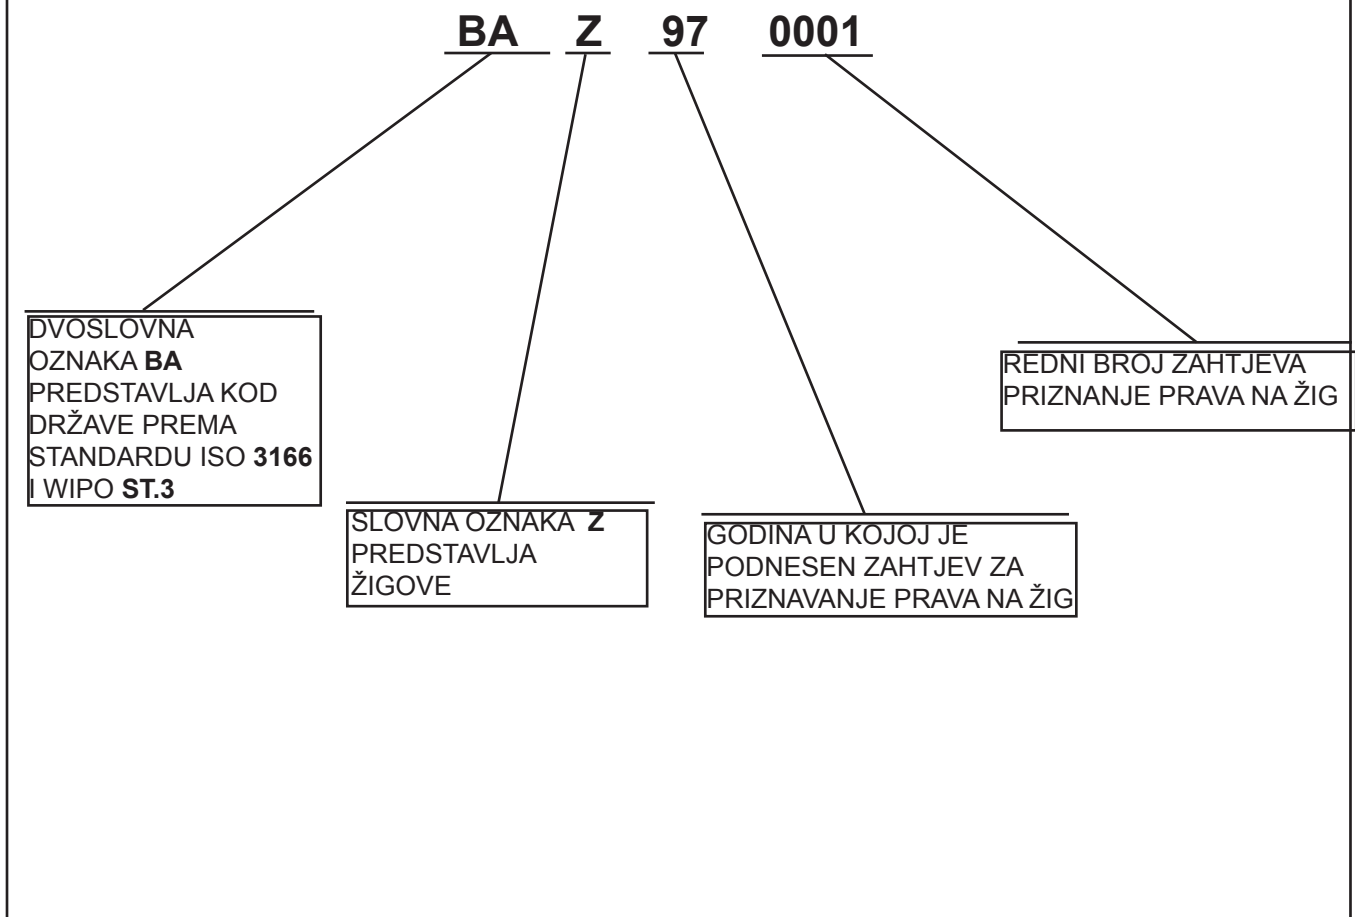 BA Z 97 0001
DVOSLOVNA
OZNAKA BA
PREDSTAVLJA KOD
DRŽAVE PREMA
STANDARDU ISO 3166
I WIPO ST.3
SLOVNA OZNAKA Z
PREDSTAVLJA
ŽIGOVE
GODINA U KOJOJ JE
PODNESEN ZAHTJEV ZA
PRIZNAVANJE PRAVA NA ŽIG
REDNI BROJ ZAHTJEVA
PRIZNANJE PRAVA NA ŽIG